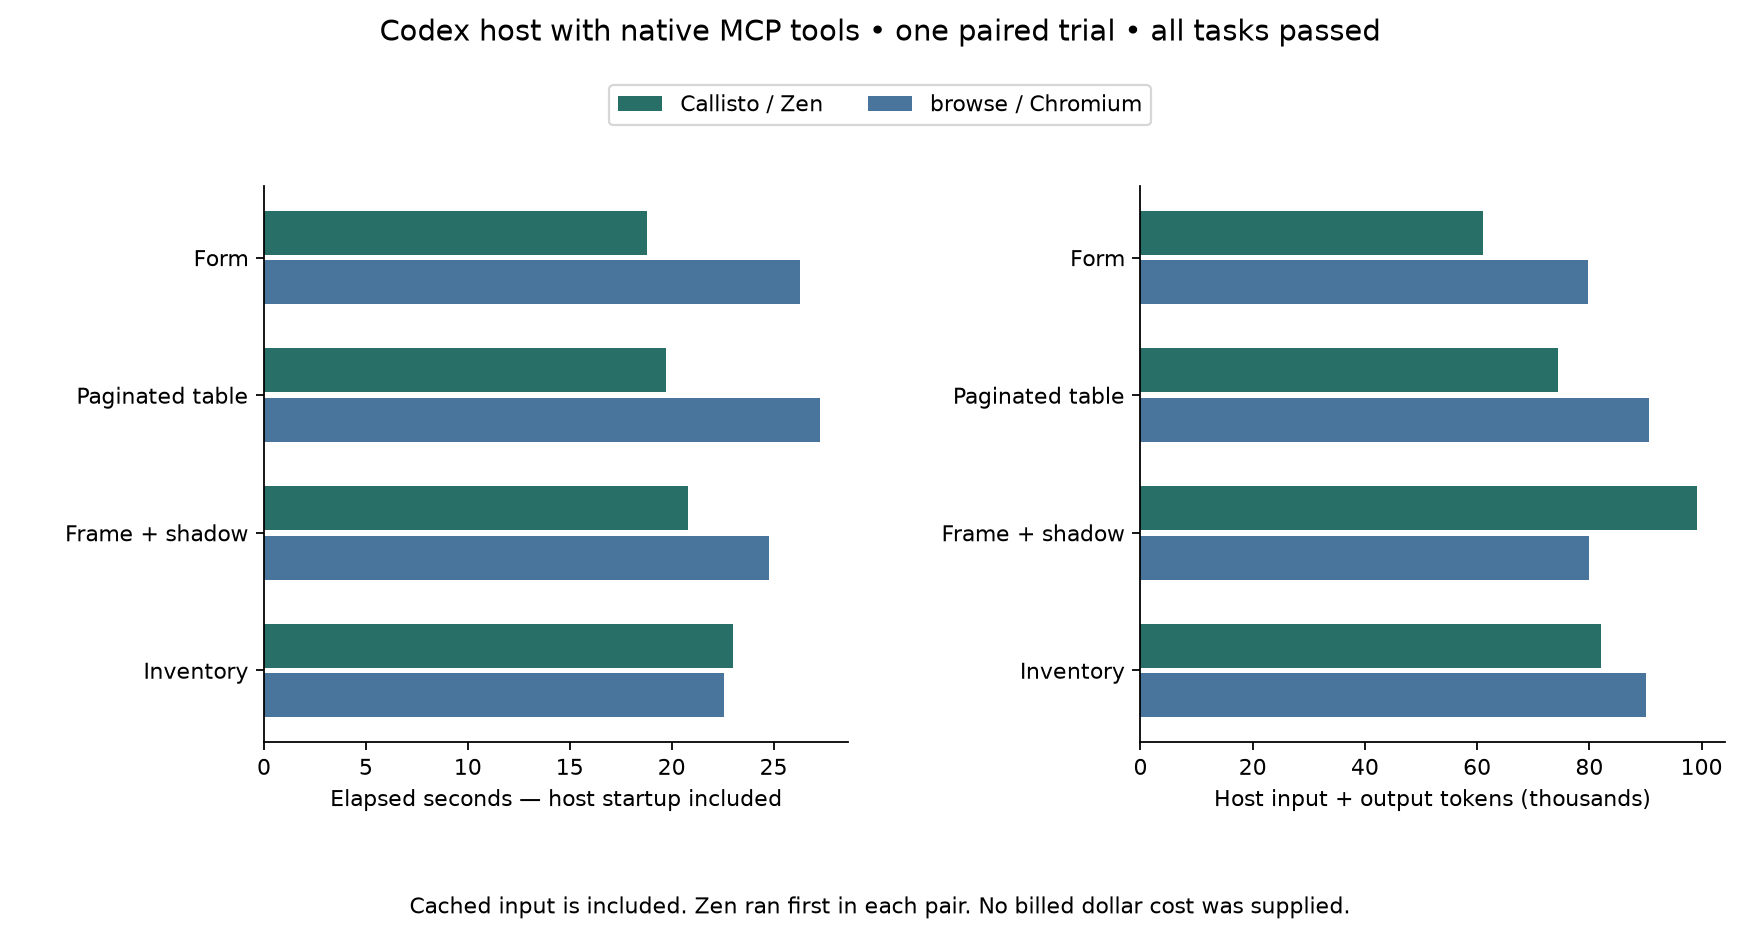 Codex host with native MCP tools • one paired trial • all tasks passed
Callisto / Zen
browse / Chromium
Form
Paginated table
Frame + shadow
Inventory
0 5 10 15 20 25
Elapsed seconds — host startup included
Form
Paginated table
Frame + shadow
Inventory
0 20 40 60 80 100
Host input + output tokens (thousands)
Cached input is included. Zen ran first in each pair. No billed dollar cost was supplied.